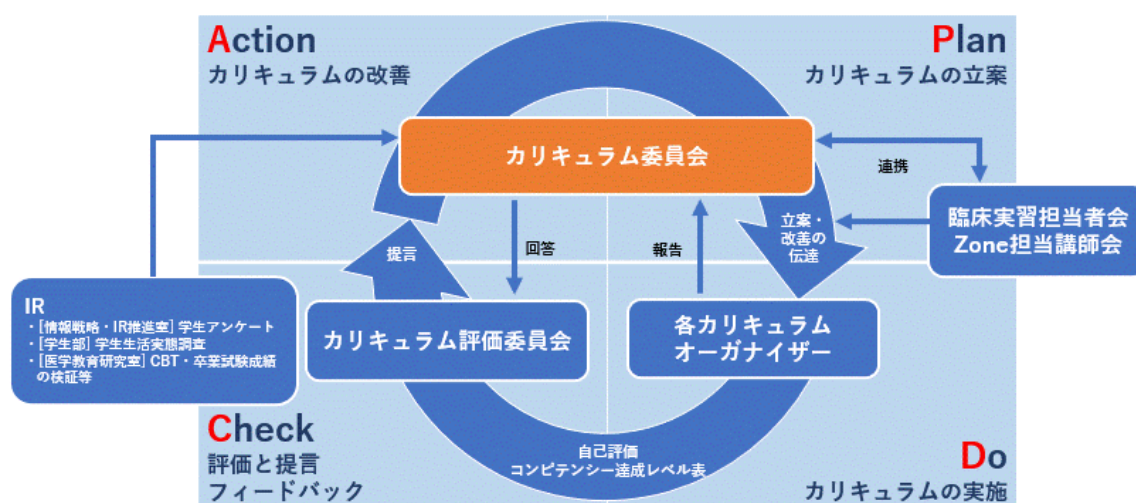 Action
カリキュラムの改善
Plan
カリキュラムの立案
カリキュラム委員会
連携
臨床実習担当者会
Zone担当講師会
立案・
改善の
伝達
提言
回答
報告
IR
・[情報戦略・IR推進室] 学生アンケート
・[学生部] 学生生活実態調査
・[医学教育研究室] CBT・卒業試験成績
の検証等
カリキュラム評価委員会
各カリキュラム
オーガナイザー
Check
評価と提言
フィードバック
自己評価
コンピテンシー達成レベル表
Do
カリキュラムの実施